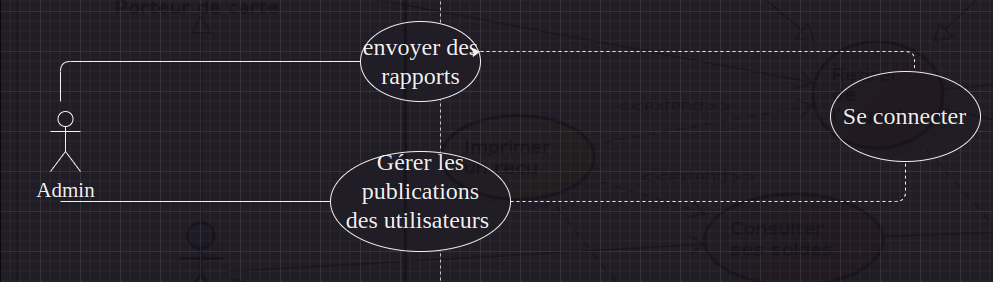 Porteur de carte
envoyer des
rapports
<<extend>>
Se connecter
Imprimer
un reçu
Gérer les
publications
des utilisateurs
Admin
Consulter
ses soldes